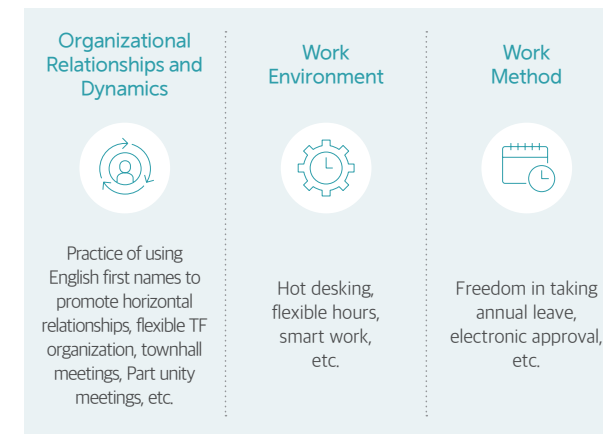 Organizational
Relationships and
Dynamics
Practice of using
English first names to
promote horizontal
relationships, flexible TF
organization, townhall
meetings, Part unity
meetings, etc.
Work
Environment
Hot desking,
flexible hours,
smart work,
etc.
Work
Method
Freedom in taking
annual leave,
electronic approval,
etc.